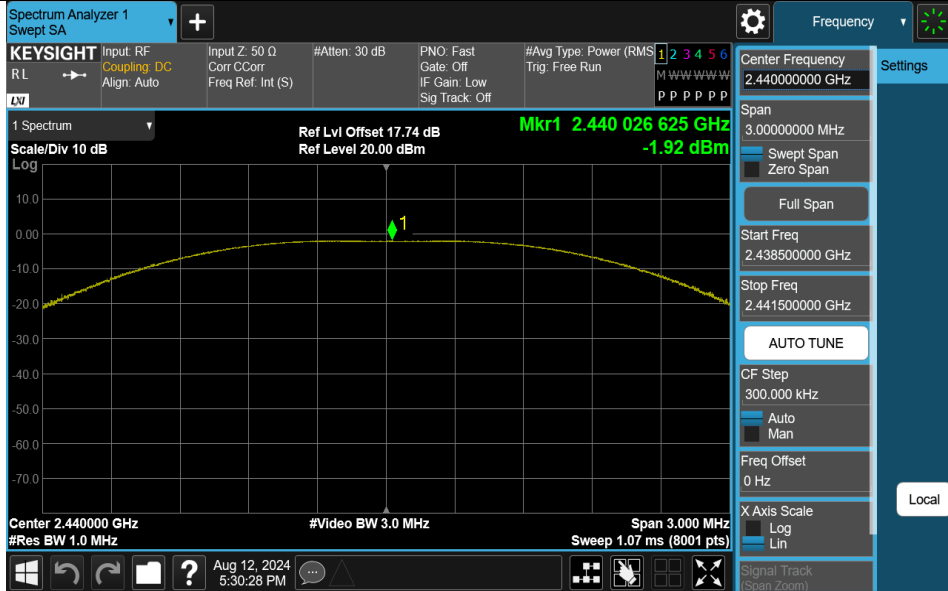 Spectrum Analyzer 1
Swept SA
+
Frequency
KEYSIGHT
R L
LXI
Input: RF
Coupling: DC
Align: Auto
Input Z: 50 Ω
Corr CCorr
Freq Ref: Int (S)
#Atten: 30 dB
PNO: Fast
Gate: Off
IF Gain: Low
Sig Track: Off
#Avg Type: Power (RMS
Trig: Free Run
1 2 3 4 5 6
M W W W W W
P P P P P P
1 Spectrum
Scale/Div 10 dB
Log
Ref Lvl Offset 17.74 dB
Ref Level 20.00 dBm
Mkr1 2.440 026 625 GHz
-1.92 dBm
1
10.0
0.00
-10.0
-20.0
-30.0
-40.0
-50.0
-60.0
-70.0
Center 2.440000 GHz
#Video BW 3.0 MHz
Span 3.000 MHz
#Res BW 1.0 MHz
Sweep 1.07 ms (8001 pts)
?
Aug 12, 2024
5:30:28 PM
Center Frequency
2.440000000 GHz
Span
3.00000000 MHz
Swept Span
Zero Span
Full Span
Start Freq
2.438500000 GHz
Stop Freq
2.441500000 GHz
AUTO TUNE
CF Step
300.000 kHz
Auto
Man
Freq Offset
0 Hz
X Axis Scale
Log
Lin
Signal Track
(Span Zoom)
Settings
Local